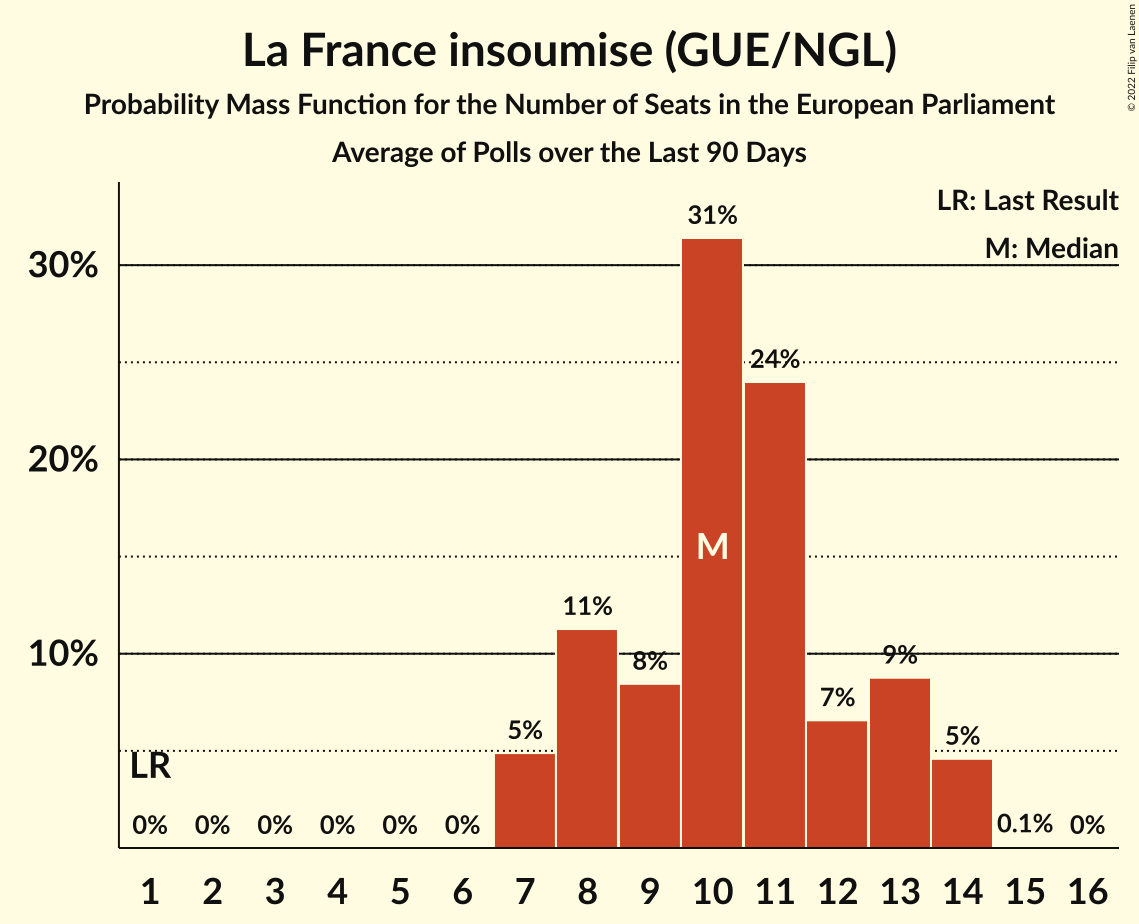 La France insoumise (GUE/NGL)
Probability Mass Function for the Number of Seats in the European Parliament
Average of Polls over the Last 90 Days
© 2022 Filip van Laenen
LR: Last Result
M: Median
30%
20%
10%
31%
24%
11%
8%
9%
7%
5%
5%
M
LR
0% 0% 0% 0% 0% 0% 0.1% 0%
1 2 3 4 5 6 7 8 9 10 11 12 13 14 15 16